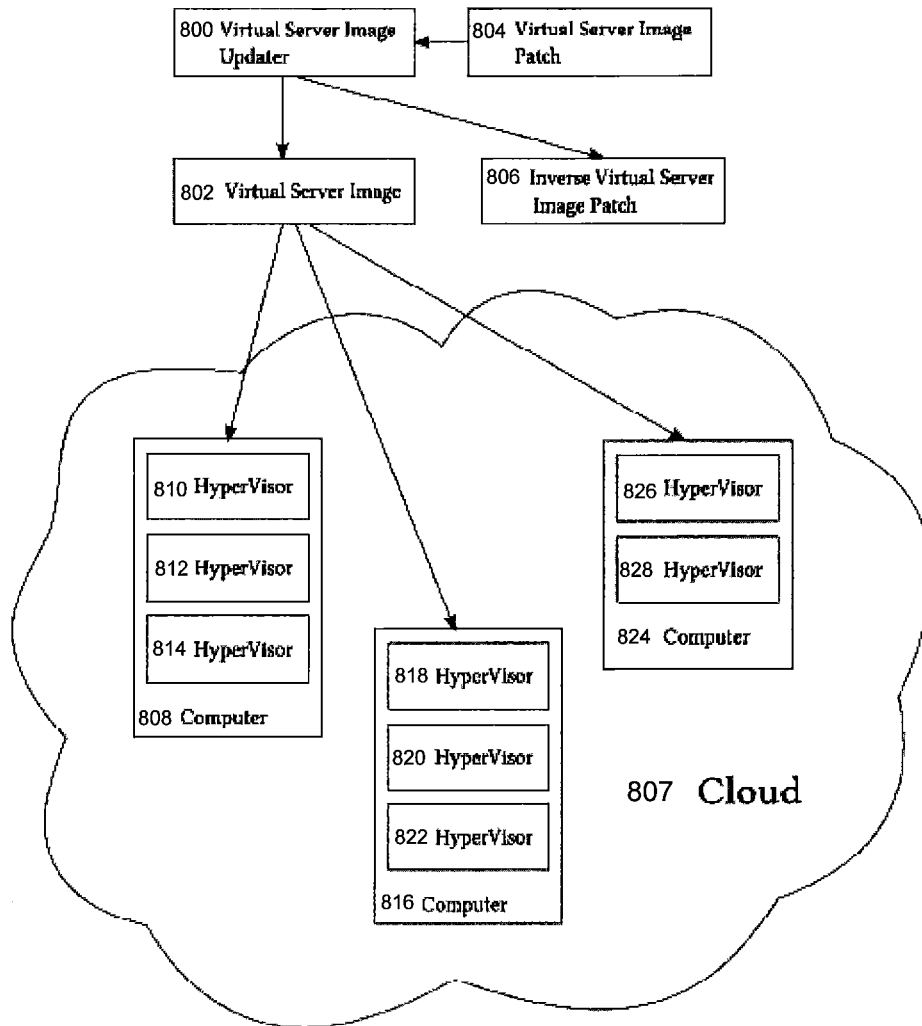 800 Virtual Server Image
Updater
804 Virtual Server Image
Patch
802 Virtual Server Image
806 Inverse Virtual Server
Image Patch
810 HyperVisor
812 HyperVisor
814 HyperVisor
808 Computer
826 HyperVisor
828 HyperVisor
824 Computer
818 HyperVisor
820 HyperVisor
822 HyperVisor
816 Computer
807 Cloud